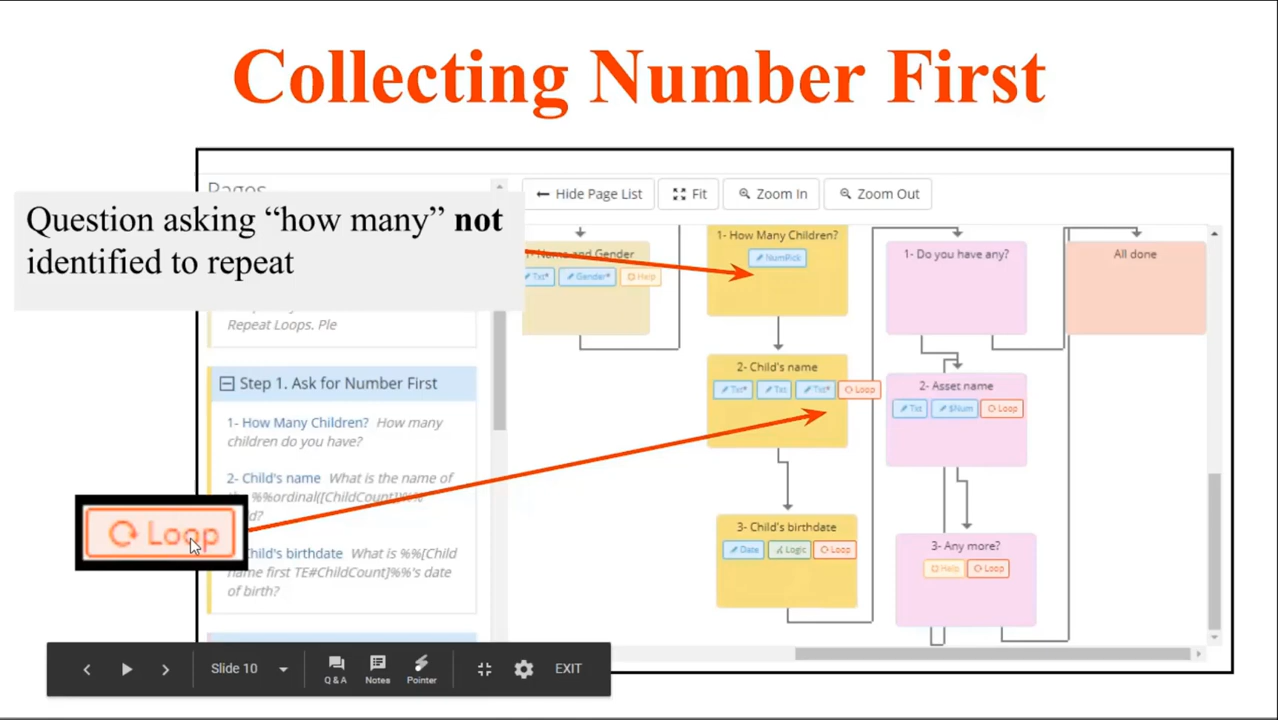 Collecting Number First
Pages
Question asking “how many” not
identified to repeat
Repeat Loops. Ple
Step 1. Ask for Number First
1- How Many Children? How many
children do you have?
2- Child's name What is the name of
%%ordinal([ChildCount]%%
Child's birthdate What is %%[Child
name first TE#ChildCount]%%'s date
of birth?
Loop
Hide Page List
Fit
Zoom In
Zoom Out
1- Name and Gender
Txt*
Gender*
Help
1- How Many Children?
NumPick
2- Child's name
Txt*
Txt
Txt*
Loop
3- Child's birthdate
Date
Logic
Loop
1- Do you have any?
2- Asset name
Txt
$Num
Loop
3- Any more?
Help
Loop
All done
Slide 10
Q & A
Notes
Pointer
EXIT